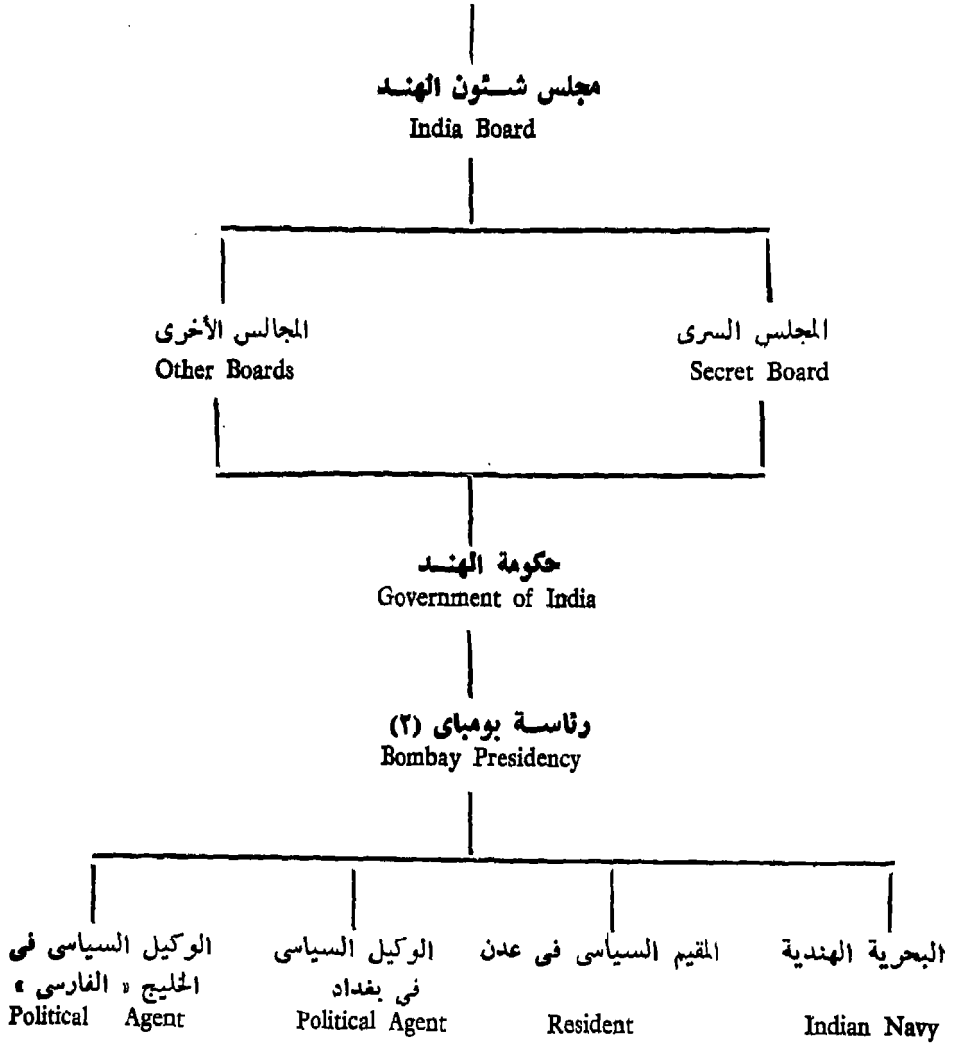 مجلس شئون الهند
India Board
المجلس السرى
Secret Board
المجالس الأخرى
Other Boards
حكومة الهند
Government of India
رئاسة بومباى (٢)
Bombay Presidency
البحرية الهندية
Indian Navy
المقيم السياسى فى عدن
Resident
الوكيل السياسى
فى بغداد
Political Agent
الوكيل السياسى فى
الخليج « الفارسي »
Political Agent